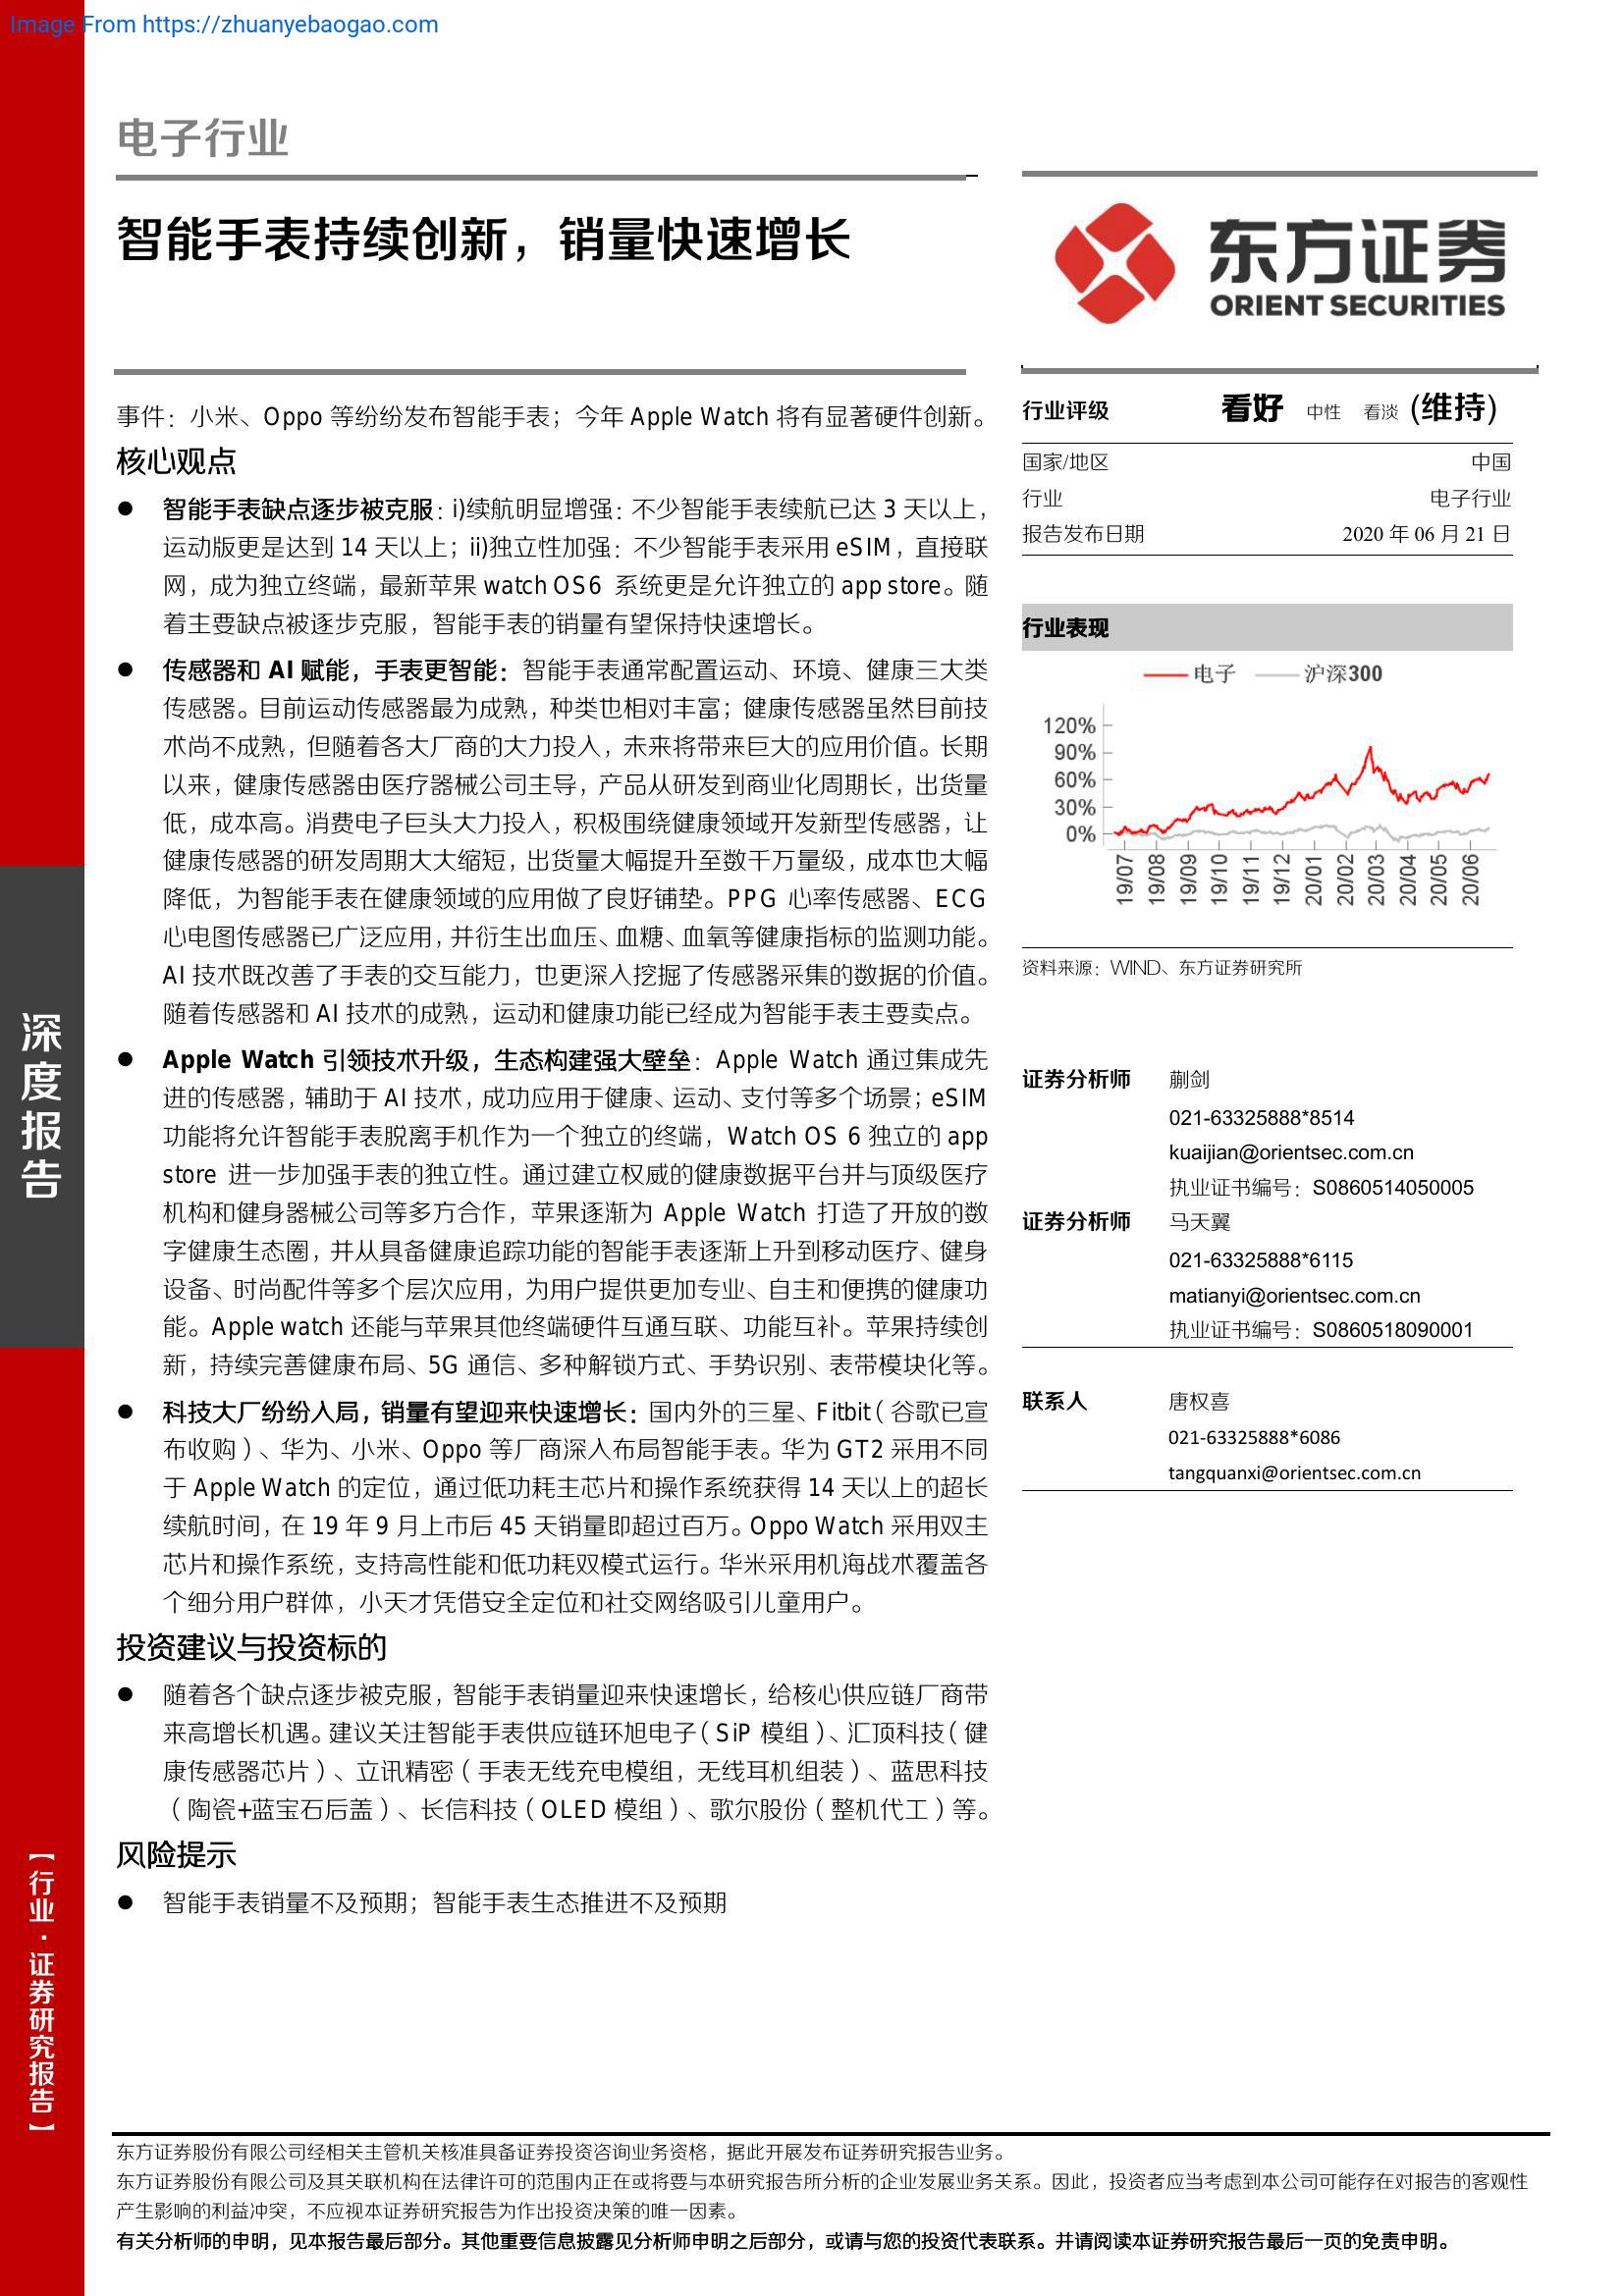 Image From https://zhuanyebaogao.com
电子行业
智能手表持续创新，销量快速增长
东方证券
ORIENT SECURITIES
事件：小米、Oppo 等纷纷发布智能手表；今年 Apple Watch 将有显著硬件创新。
核心观点
● 智能手表缺点逐步被克服：i)续航明显增强：不少智能手表续航已达 3 天以上，
运动版更是达到 14 天以上；ii)独立性加强：不少智能手表采用 eSIM，直接联
网，成为独立终端，最新苹果 watch OS6 系统更是允许独立的 app store。随
着主要缺点被逐步克服，智能手表的销量有望保持快速增长。
● 传感器和 AI 赋能，手表更智能：智能手表通常配置运动、环境、健康三大类
传感器。目前运动传感器最为成熟，种类也相对丰富；健康传感器虽然目前技
术尚不成熟，但随着各大厂商的大力投入，未来将带来巨大的应用价值。长期
以来，健康传感器由医疗器械公司主导，产品从研发到商业化周期长，出货量
低，成本高。消费电子巨头大力投入，积极围绕健康领域开发新型传感器，让
健康传感器的研发周期大大缩短，出货量大幅提升至数千万量级，成本也大幅
降低，为智能手表在健康领域的应用做了良好铺垫。PPG 心率传感器、ECG
心电图传感器已广泛应用，并衍生出血压、血糖、血氧等健康指标的监测功能。
AI 技术既改善了手表的交互能力，也更深入挖掘了传感器采集的数据的价值。
随着传感器和 AI 技术的成熟，运动和健康功能已经成为智能手表主要卖点。
● Apple Watch 引领技术升级，生态构建强大壁垒：Apple Watch 通过集成先
进的传感器，辅助于 AI 技术，成功应用于健康、运动、支付等多个场景；eSIM
功能将允许智能手表脱离手机作为一个独立的终端，Watch OS 6 独立的 app
store 进一步加强手表的独立性。通过建立权威的健康数据平台并与顶级医疗
机构和健身器械公司等多方合作，苹果逐渐为 Apple Watch 打造了开放的数
字健康生态圈，并从具备健康追踪功能的智能手表逐渐上升到移动医疗、健身
设备、时尚配件等多个层次应用，为用户提供更加专业、自主和便携的健康功
能。Apple watch 还能与苹果其他终端硬件互通互联、功能互补。苹果持续创
新，持续完善健康布局、5G 通信、多种解锁方式、手势识别、表带模块化等。
● 科技大厂纷纷入局，销量有望迎来快速增长：国内外的三星、Fitbit（谷歌已宣
布收购）、华为、小米、Oppo 等厂商深入布局智能手表。华为 GT2 采用不同
于 Apple Watch 的定位，通过低功耗主芯片和操作系统获得 14 天以上的超长
续航时间，在 19 年 9 月上市后 45 天销量即超过百万。Oppo Watch 采用双主
芯片和操作系统，支持高性能和低功耗双模式运行。华米采用机海战术覆盖各
个细分用户群体，小天才凭借安全定位和社交网络吸引儿童用户。
投资建议与投资标的
● 随着各个缺点逐步被克服，智能手表销量迎来快速增长，给核心供应链厂商带
来高增长机遇。建议关注智能手表供应链环旭电子（SiP 模组）、汇顶科技（健
康传感器芯片）、立讯精密（手表无线充电模组，无线耳机组装）、蓝思科技
（陶瓷+蓝宝石后盖）、长信科技（OLED 模组）、歌尔股份（整机代工）等。
风险提示
● 智能手表销量不及预期；智能手表生态推进不及预期
行业评级 看好 中性 看淡 (维持)
国家/地区 中国
行业 电子行业
报告发布日期 2020 年 06 月 21 日
行业表现
电子 沪深300
120%
90%
60%
30%
0%
19/07 19/08 19/09 19/10 19/11 19/12 20/01 20/02 20/03 20/04 20/05 20/06
资料来源：WIND、东方证券研究所
证券分析师 蒯剑
021-63325888*8514
kuaijian@orientsec.com.cn
执业证书编号：S0860514050005
证券分析师 马天翼
021-63325888*6115
matianyi@orientsec.com.cn
执业证书编号：S0860518090001
联系人 唐权喜
021-63325888*6086
tangquanxi@orientsec.com.cn
深度报告
【行业·证券研究报告】
东方证券股份有限公司经相关主管机关核准具备证券投资咨询业务资格，据此开展发布证券研究报告业务。
东方证券股份有限公司及其关联机构在法律许可的范围内正在或将要与本研究报告所分析的企业发展业务关系。因此，投资者应当考虑到本公司可能存在对报告的客观性
产生影响的利益冲突，不应视本证券研究报告为作出投资决策的唯一因素。
有关分析师的申明，见本报告最后部分。其他重要信息披露见分析师申明之后部分，或请与您的投资代表联系。并请阅读本证券研究报告最后一页的免责申明。